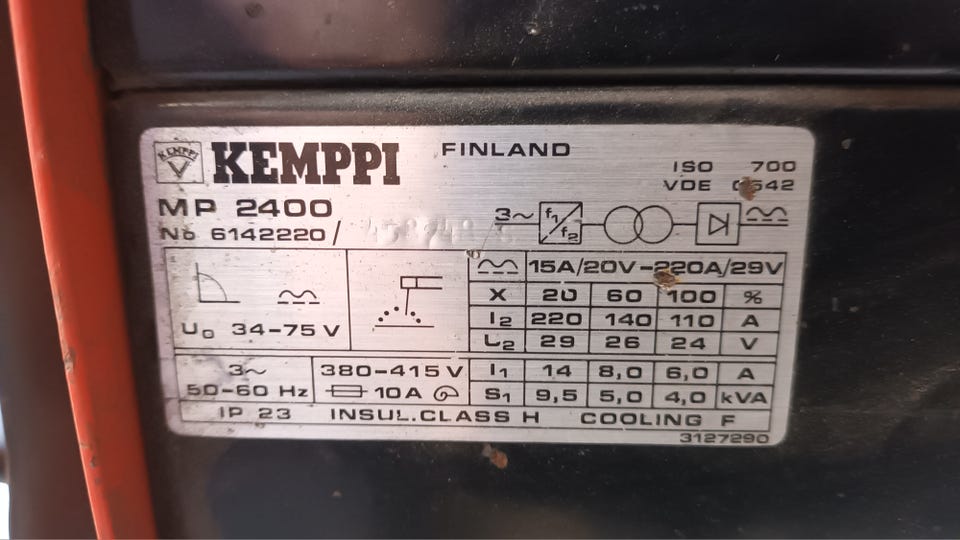 KEMPPI
KEMPPI FINLAND
ISO 700
VDE 0542
MP 2400
No 6142220/
3~ f1/f2
15A/20V-220A/29V
X 20 60 100 %
I2 220 140 110 A
U0 34-75 V
U2 29 26 24 V
3~ 380-415 V I1 14 8,0 6,0 A
50-60 Hz 10A S1 9,5 5,0 4,0 kVA
IP 23 INSUL.CLASS H COOLING F
3127290